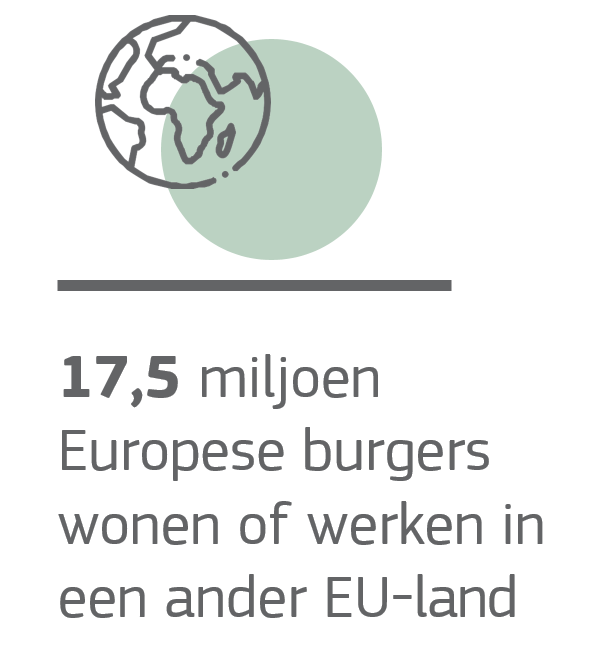 17,5 miljoen
Europese burgers
wonen of werken in
een ander EU-land